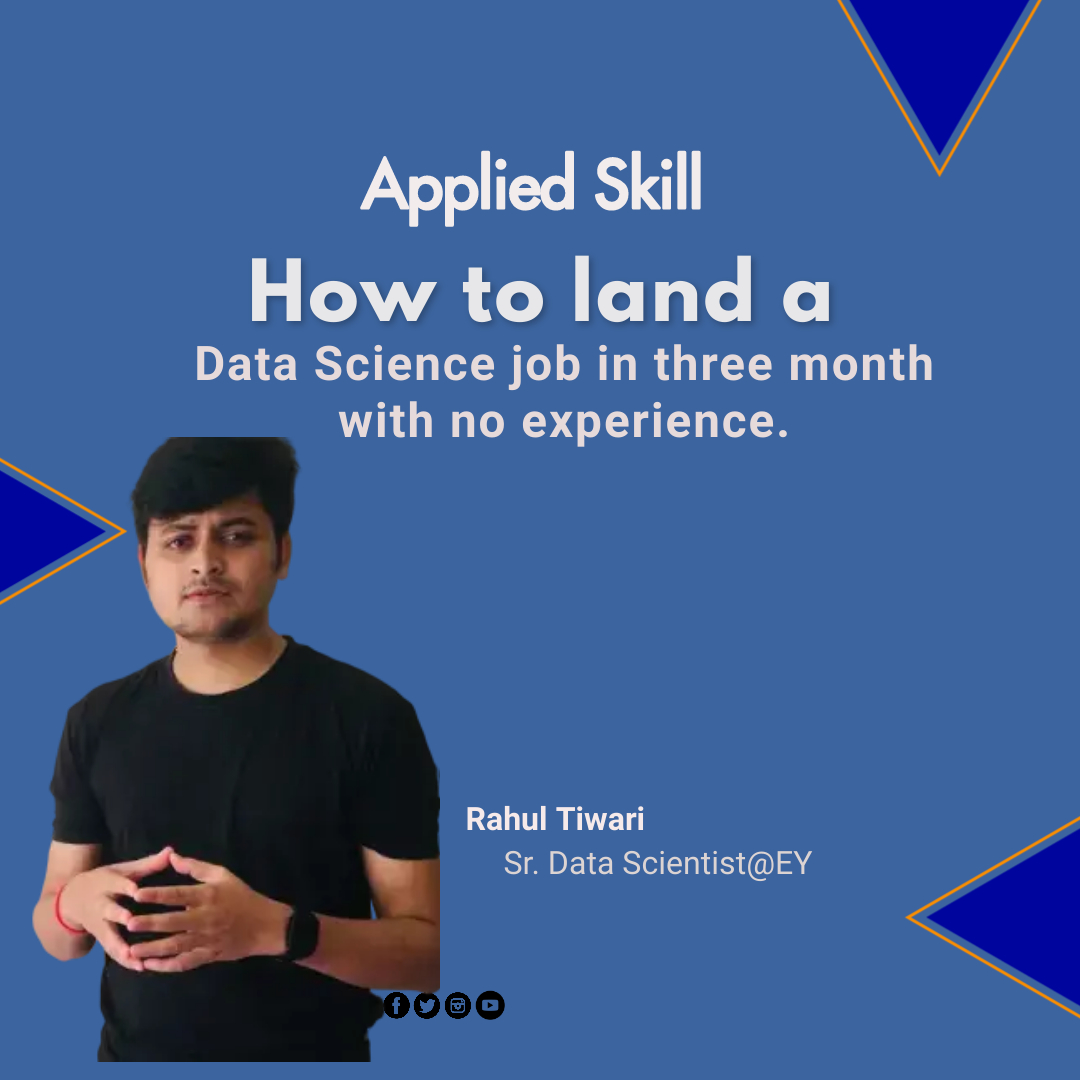 Applied Skill
How to land a
Data Science job in three month
with no experience.
Rahul Tiwari
Sr. Data Scientist@EY